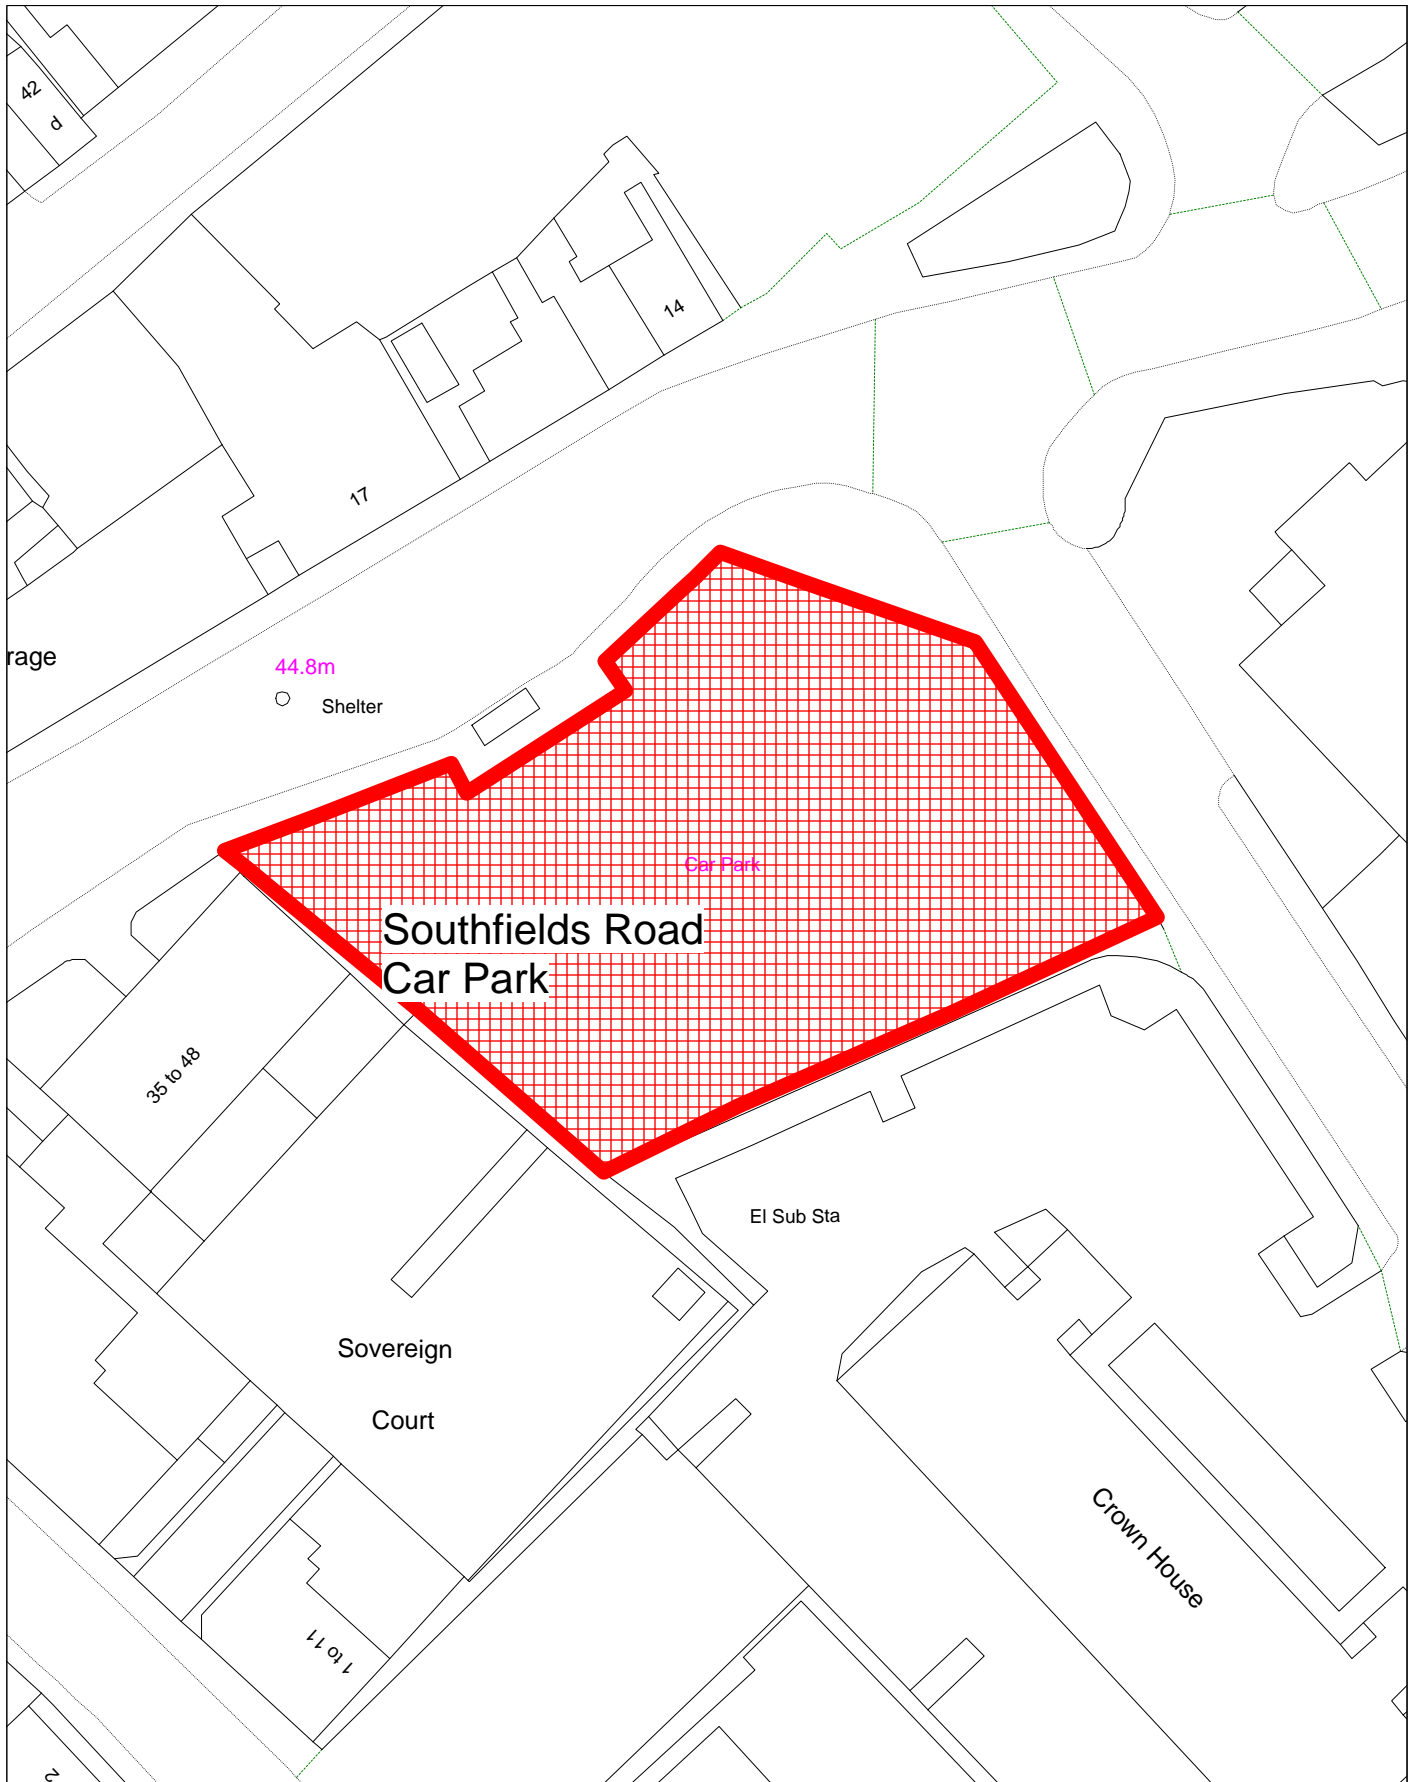 42
d
14
17
rage
44.8m
Shelter
Car Park
Southfields Road
Car Park
35 to 48
El Sub Sta
Sovereign
Court
Crown House
1 to 11
2